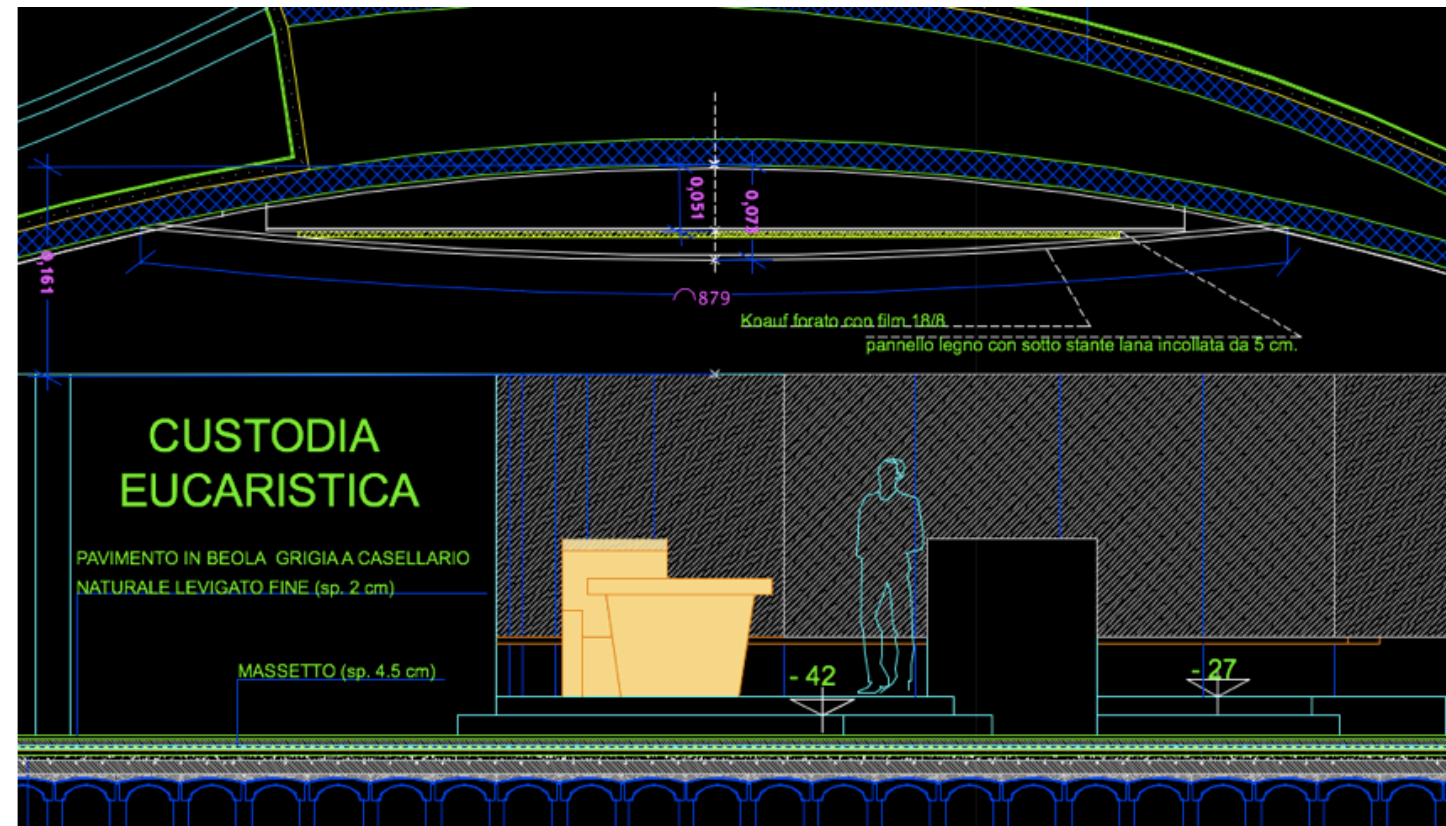 0,051
0,161
879
Knauf forato con film 18/8
pannello legno con sotto stante lana incollata da 5 cm.
CUSTODIA
EUCARISTICA
PAVIMENTO IN BEOLA GRIGIA A CASELLARIO
NATURALE LEVIGATO FINE (sp. 2 cm)
MASSETTO (sp. 4.5 cm)
- 42
- 27